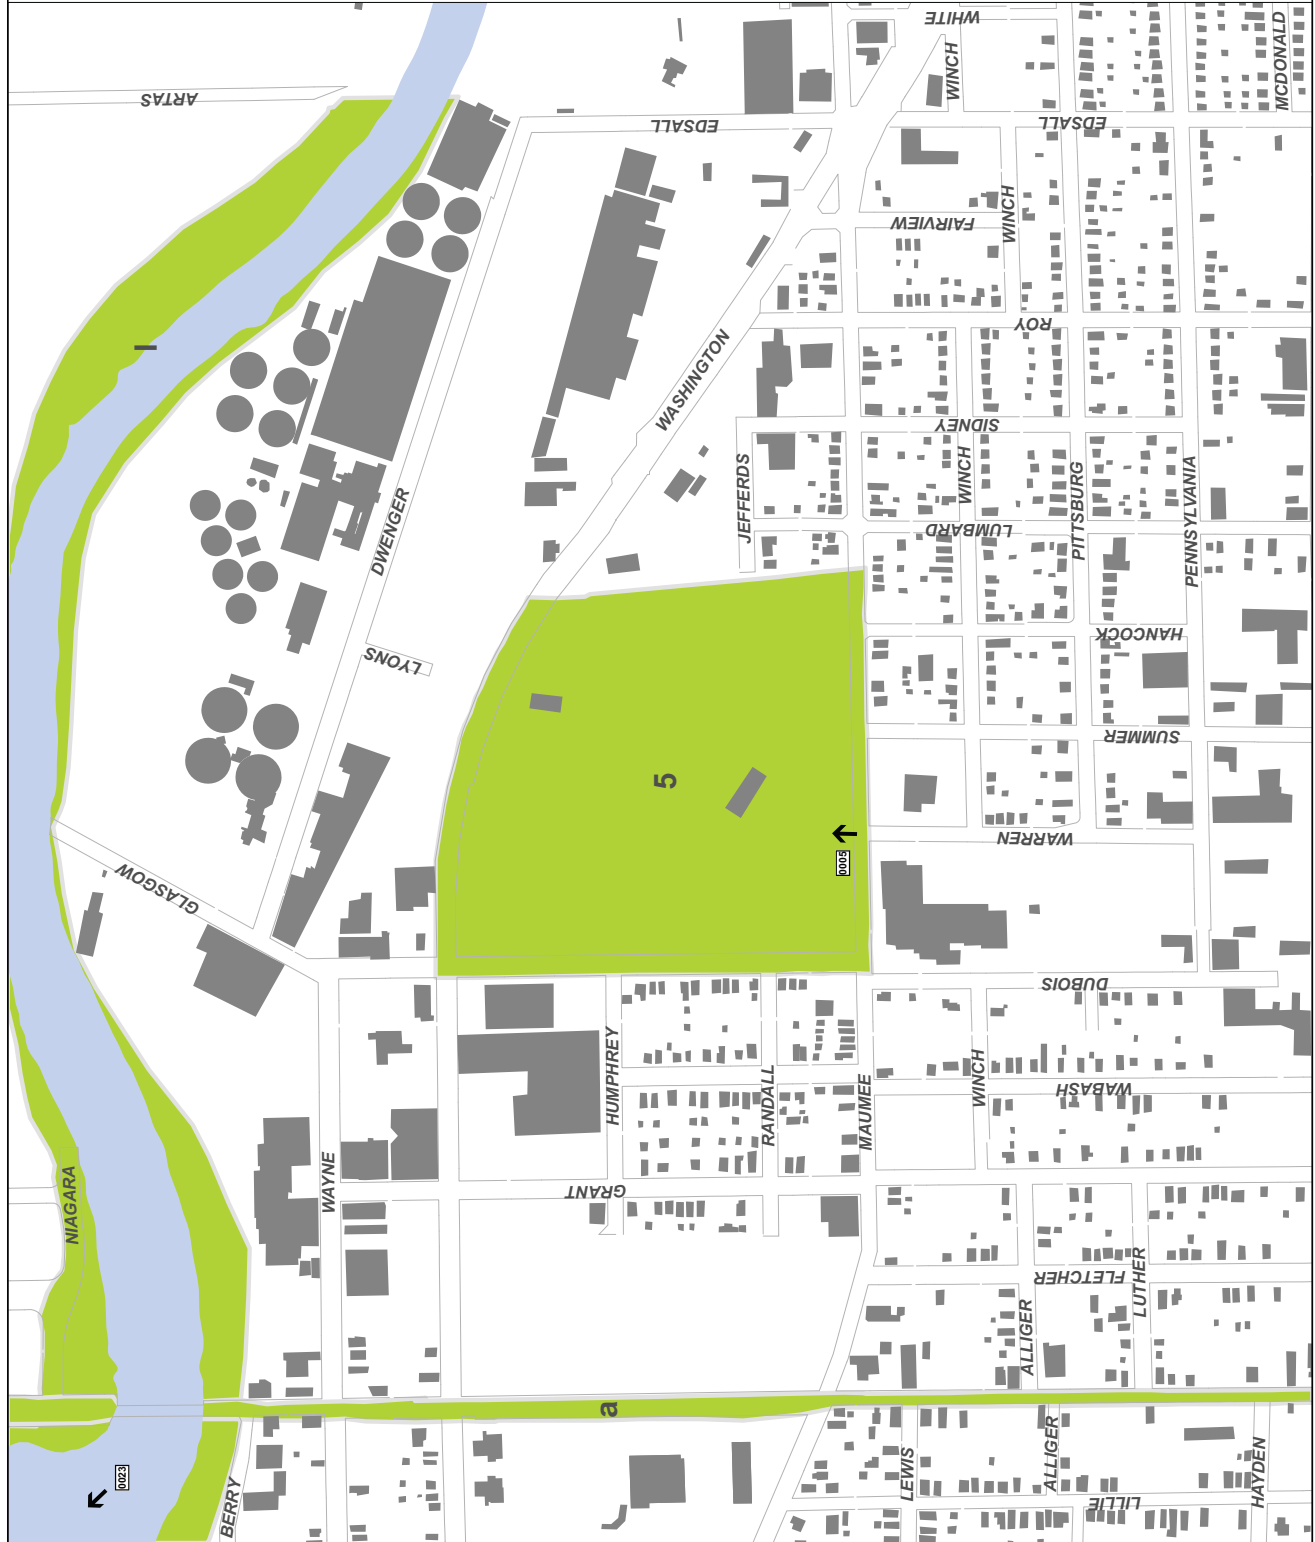 WHITE
ARTAS
WINCH
MCDONALD
EDSALL
EDSALL
FAIRVIEW
WINCH
ROY
I
WASHINGTON
SIDNEY
JEFFERDS
WINCH
PITTSBURG
PENNSYLVANIA
DWENGER
LUMBARD
HANCOCK
LYONS
SUMMER
5
WARREN
0005
GLASGOW
DUBOIS
HUMPHREY
RANDALL
MAUMEE
WINCH
WABASH
NIAGARA
WAYNE
GRANT
FLETCHER
LUTHER
ALLIGER
a
0023
BERRY
LEWIS
ALLIGER
HAYDEN
LILLIE